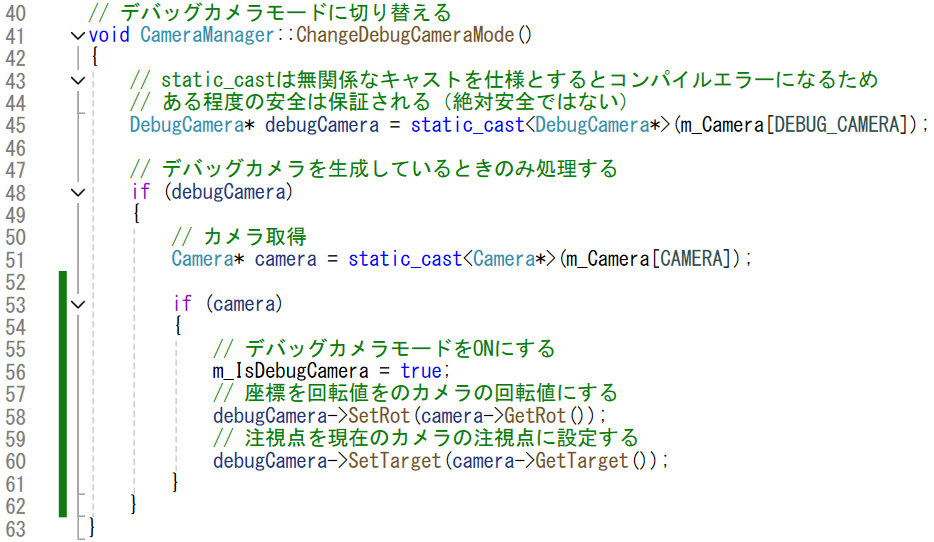 40 // デバッグカメラモードに切り替える
41 void CameraManager::ChangeDebugCameraMode()
42 {
43 // static_castは無関係なキャストを仕様とするとコンパイルエラーになるため
44 // ある程度の安全は保証される（絶対安全ではない）
45 DebugCamera* debugCamera = static_cast<DebugCamera*>(m_Camera[DEBUG_CAMERA]);
46
47 // デバッグカメラを生成しているときのみ処理する
48 if (debugCamera)
49 {
50 // カメラ取得
51 Camera* camera = static_cast<Camera*>(m_Camera[CAMERA]);
52
53 if (camera)
54 {
55 // デバッグカメラモードをONにする
56 m_IsDebugCamera = true;
57 // 座標を回転値をのカメラの回転値にする
58 debugCamera->SetRot(camera->GetRot());
59 // 注視点を現在のカメラの注視点に設定する
60 debugCamera->SetTarget(camera->GetTarget());
61 }
62 }
63 }